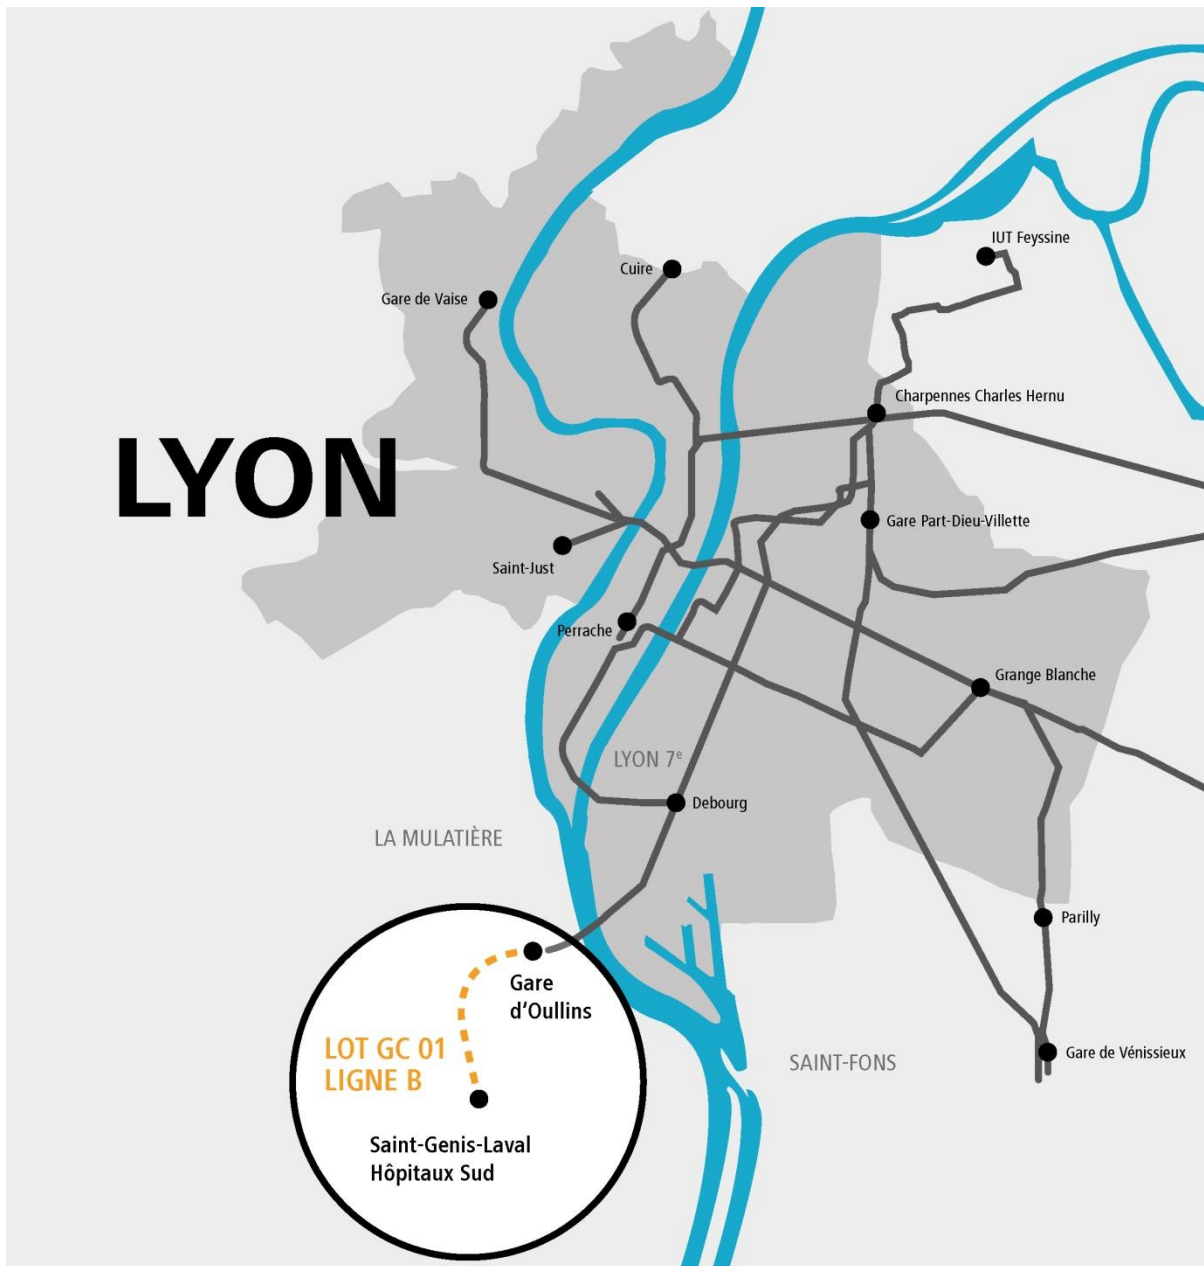 IUT Feyssine
Cuire
Gare de Vaise
Charpennes Charles Hernu
LYON
Gare Part-Dieu-Villette
Saint-Just
Perrache
Grange Blanche
LYON 7e
Debourg
LA MULATIÈRE
Parilly
Gare
d'Oullins
LOT GC 01
LIGNE B
Gare de Vénissieux
SAINT-FONS
Saint-Genis-Laval
Hôpitaux Sud